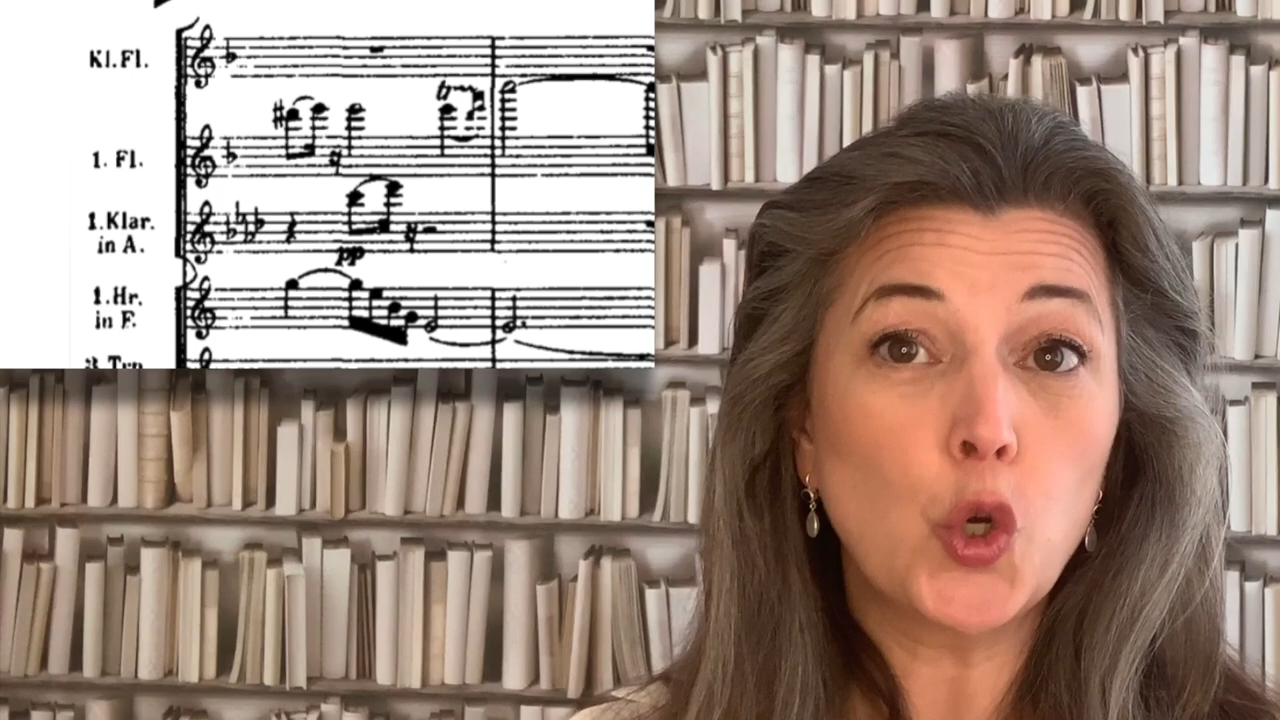 Kl. Fl.
1. Fl.
1. Klar.
in A.
pp
1. Hr.
in F.